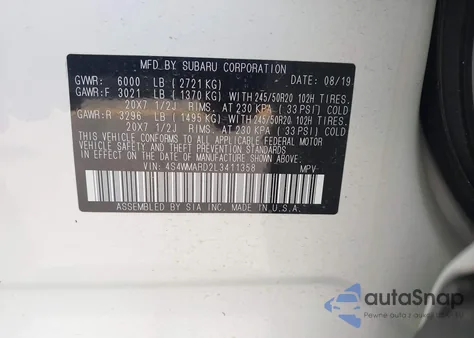 MFD. BY SUBARU CORPORATION DATE: 08/19
GVWR: 6000 LB (2721 KG)
GAWR:F 3021 LB (1370 KG) WITH 245/50R20 102H TIRES,
20X7 1/2J RIMS, AT 230 KPA (33 PSI) COLD
GAWR:R 3296 LB (1495 KG) WITH 245/50R20 102H TIRES,
20X7 1/2J RIMS, AT 230 KPA (33 PSI) COLD
THIS VEHICLE CONFORMS TO ALL APPLICABLE FEDERAL MOTOR
VEHICLE SAFETY STANDARDS IN EFFECT ON THE DATE OF
MANUFACTURE SHOWN ABOVE.
VIN: 4S4WMARD2L3411358 MPV
ASSEMBLED BY SIA INC. MADE IN U.S.A.
autaSnap
Pewne auta z